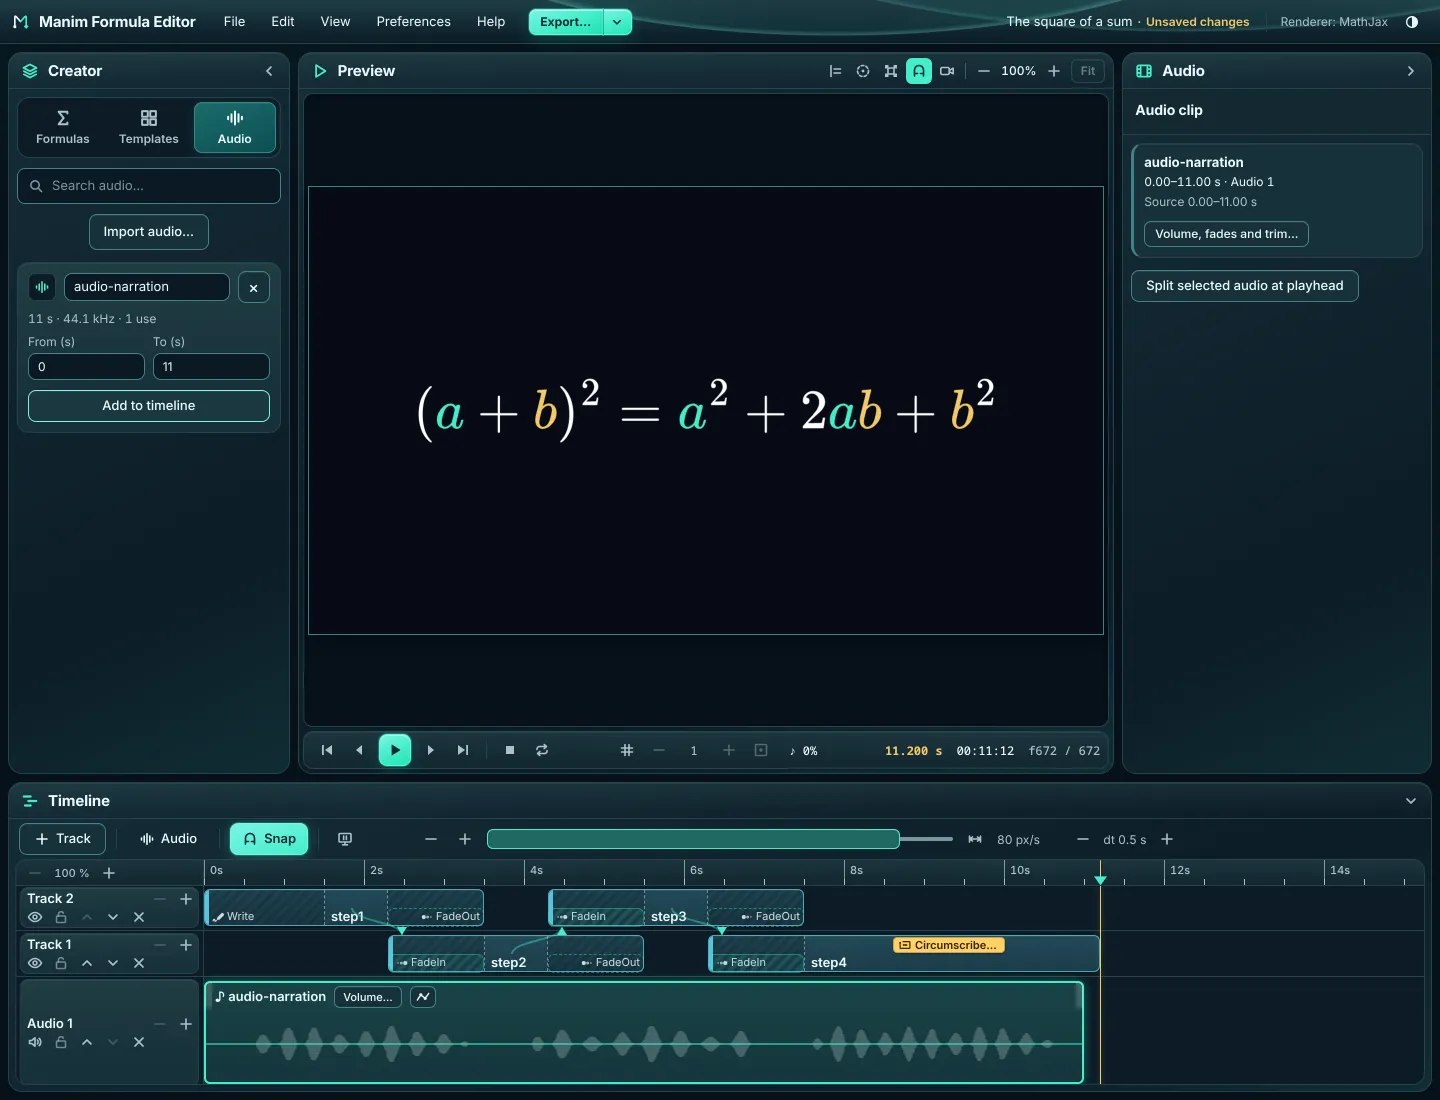 Manim Formula Editor File Edit View Preferences Help Export... The square of a sum · Unsaved changes Renderer: MathJax
Creator
Formulas Templates Audio
Search audio...
Import audio...
audio-narration
11 s · 44.1 kHz · 1 use
From (s) To (s)
0 11
Add to timeline
Preview 100% Fit
(a + b)² = a² + 2ab + b²
1 ♪ 0% 11.200 s 00:11:12 f672 / 672
Audio
Audio clip
audio-narration
0.00–11.00 s · Audio 1
Source 0.00–11.00 s
Volume, fades and trim...
Split selected audio at playhead
Timeline
Track Audio Snap 80 px/s dt 0.5 s
100 % 0s 2s 4s 6s 8s 10s 12s 14s
Track 2
Write step1 FadeOut FadeIn step3 FadeOut
Track 1
FadeIn step2 FadeOut FadeIn step4 Circumscribe...
Audio 1
audio-narration Volume...